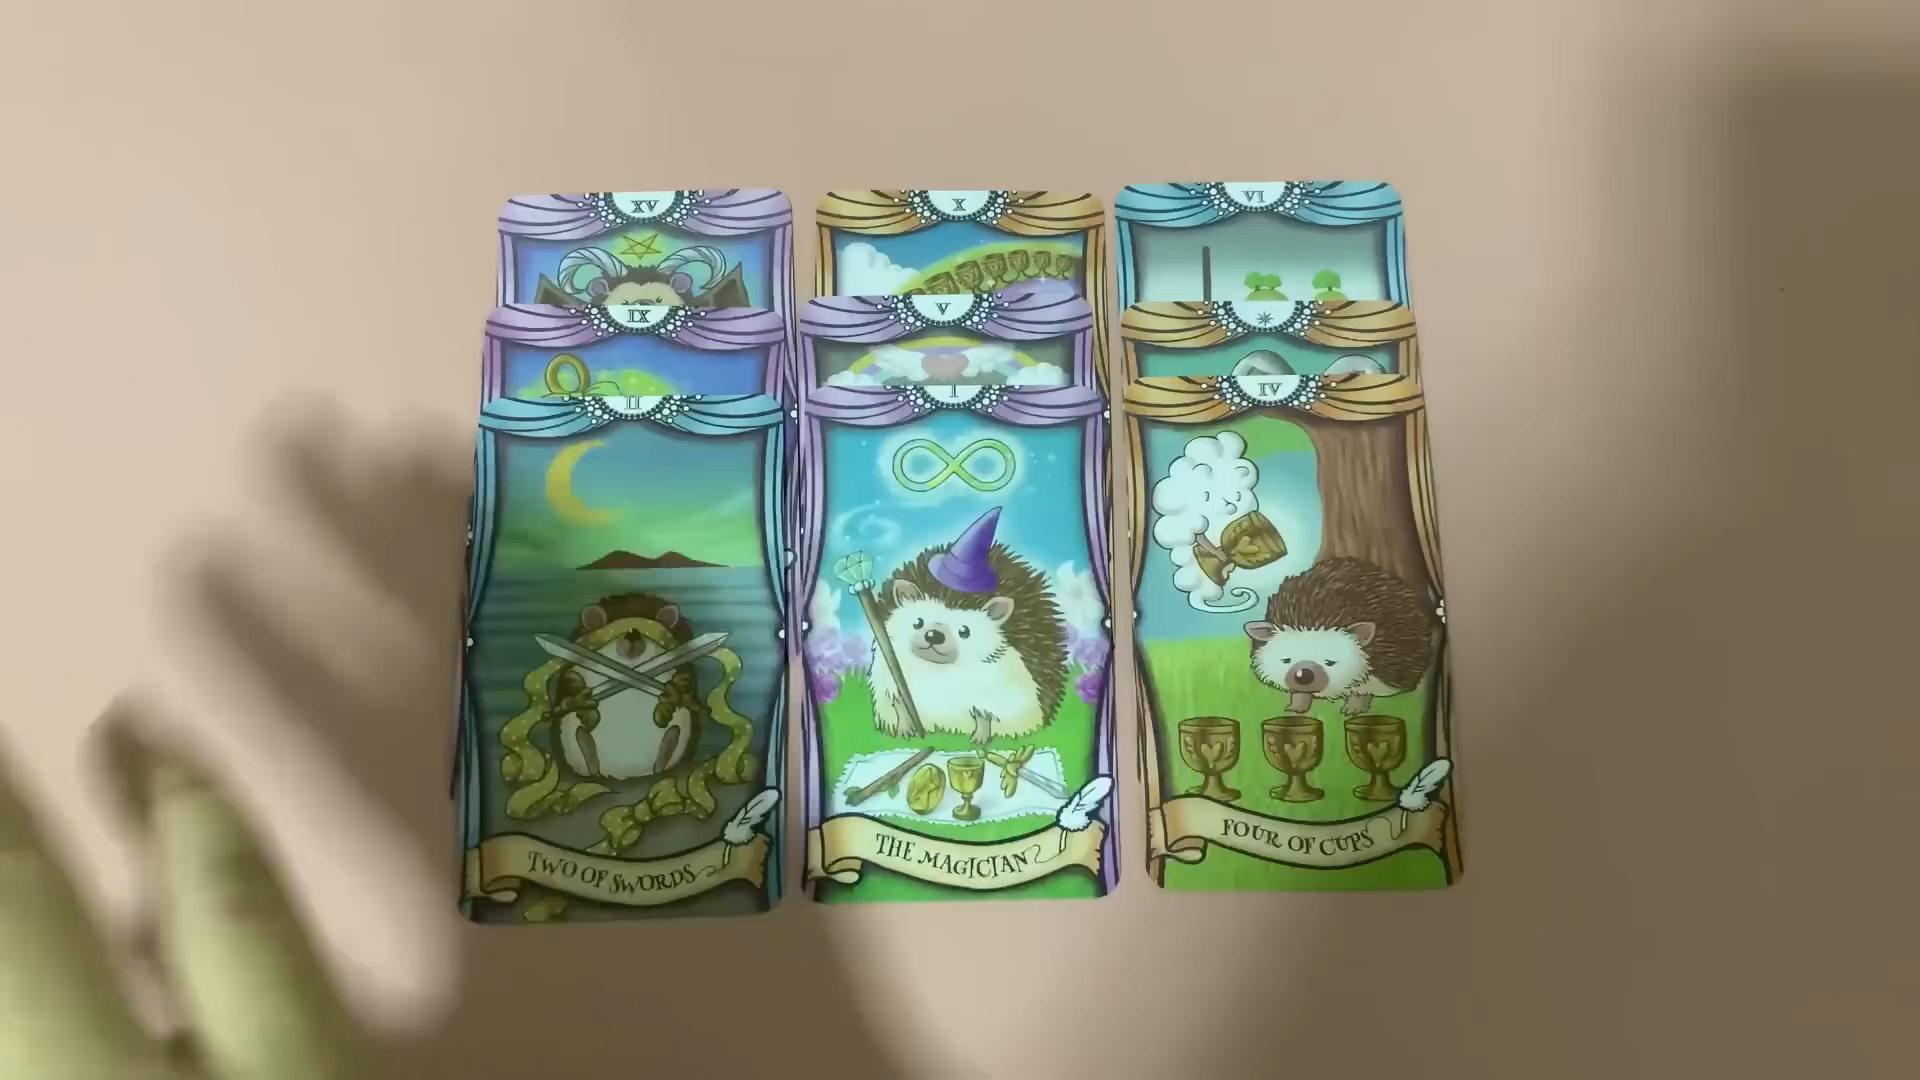 XV
X
VI
IX
V
II
I
IV
TWO OF SWORDS
THE MAGICIAN
FOUR OF CUPS